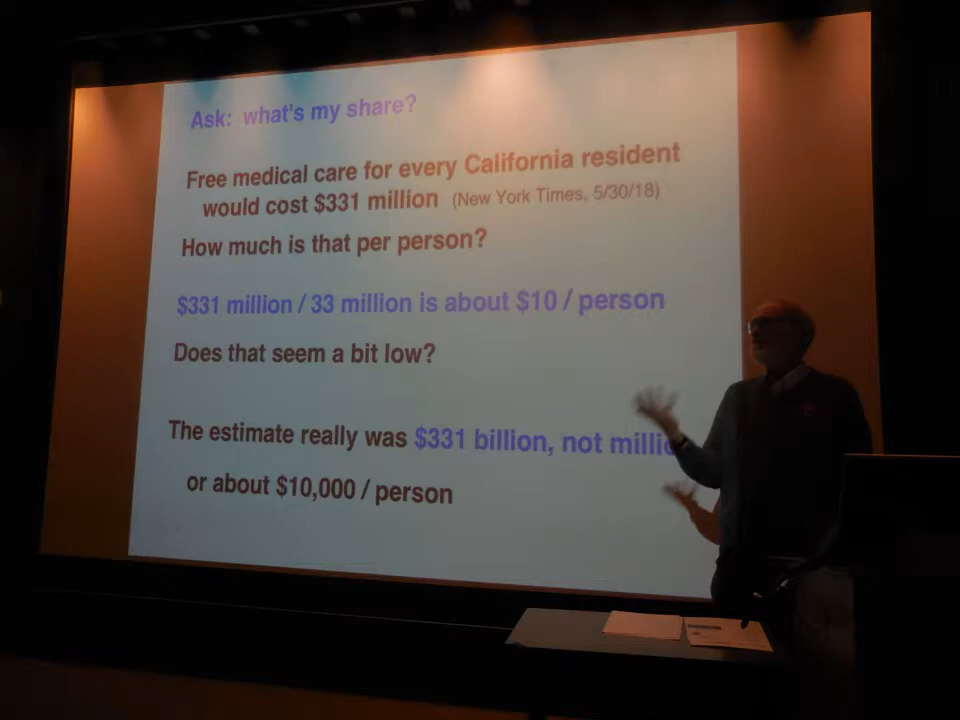 Ask: what's my share?
Free medical care for every California resident
would cost $331 million (New York Times, 5/30/18)
How much is that per person?
$331 million / 33 million is about $10 / person
Does that seem a bit low?
The estimate really was $331 billion, not millio
or about $10,000 / person